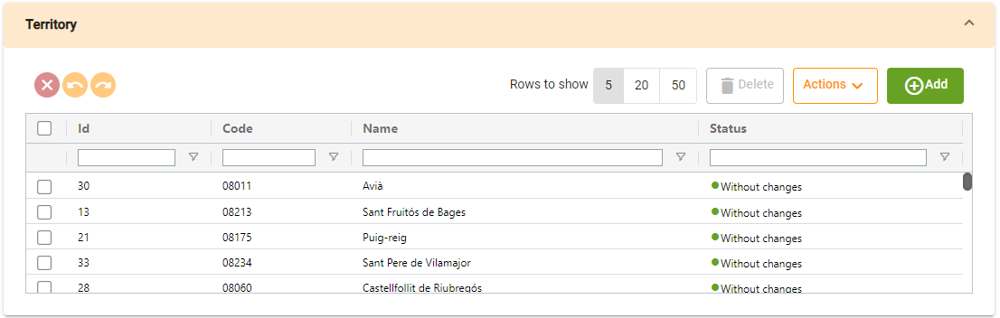 Territory
Rows to show 5 20 50 Delete Actions Add
Id Code Name Status
30 08011 Avià Without changes
13 08213 Sant Fruitós de Bages Without changes
21 08175 Puig-reig Without changes
33 08234 Sant Pere de Vilamajor Without changes
28 08060 Castellfollit de Riubregós Without changes